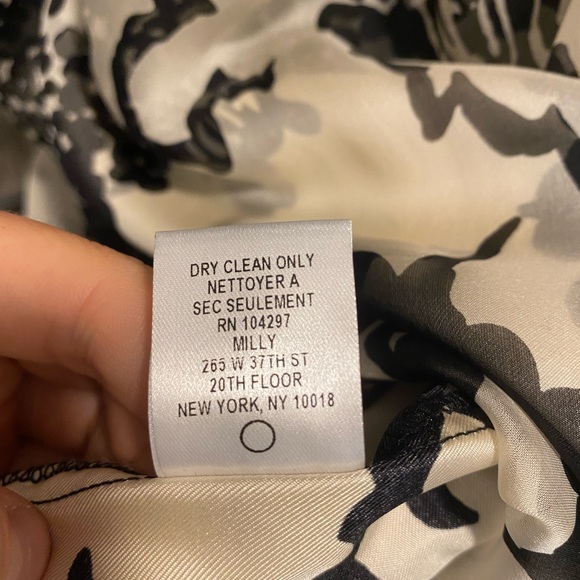 DRY CLEAN ONLY
NETTOYER A
SEC SEULEMENT
RN 104297
MILLY
265 W 37TH ST
20TH FLOOR
NEW YORK, NY 10018